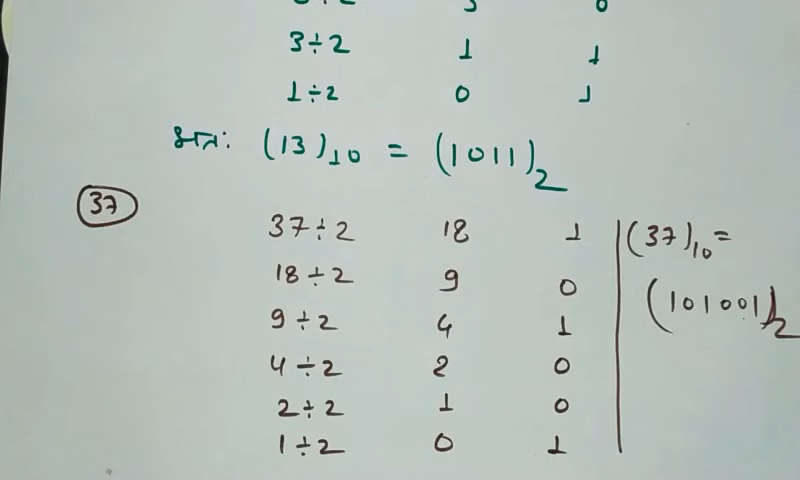 3÷2 1 1
1÷2 0 1
अतः (13)₁₀ = (1011)₂
37
37÷2 18 1 (37)₁₀ =
18÷2 9 0 (101001)₂
9÷2 4 1
4÷2 2 0
2÷2 1 0
1÷2 0 1